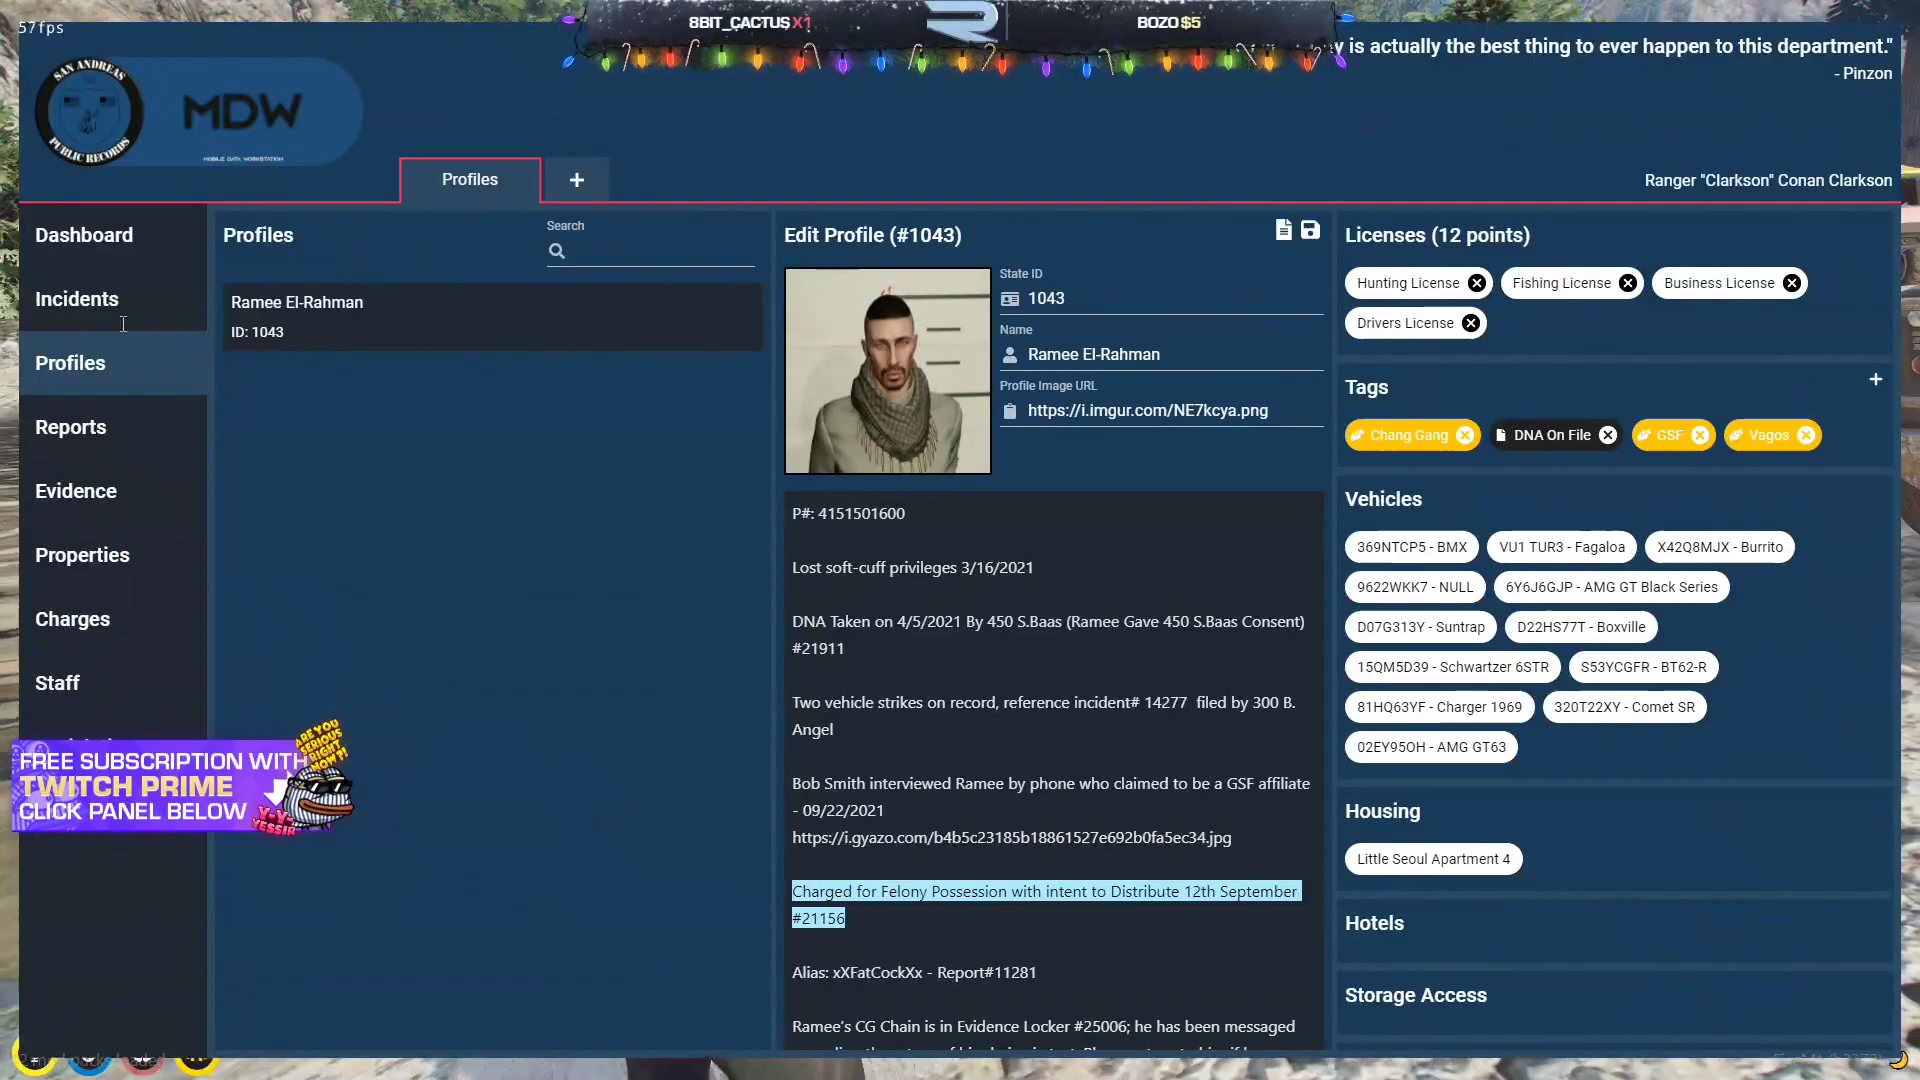 57fps
8BIT_CACTUS X1
BOZO $5
y is actually the best thing to ever happen to this department."
- Pinzon
SAN ANDREAS
PUBLIC RECORDS
MDW
MOBILE DATA WORKSTATION
Profiles
+
Ranger "Clarkson" Conan Clarkson
Dashboard
Incidents
Profiles
Reports
Evidence
Properties
Charges
Staff
FREE SUBSCRIPTION WITH
TWITCH PRIME
CLICK PANEL BELOW
ARE YOU
SERIOUS
RIGHT
NOW?!
Y-Y-
YESSIR
Profiles
Search
Ramee El-Rahman
ID: 1043
Edit Profile (#1043)
State ID
1043
Name
Ramee El-Rahman
Profile Image URL
https://i.imgur.com/NE7kcya.png
P#: 4151501600
Lost soft-cuff privileges 3/16/2021
DNA Taken on 4/5/2021 By 450 S.Baas (Ramee Gave 450 S.Baas Consent)
#21911
Two vehicle strikes on record, reference incident# 14277 filed by 300 B.
Angel
Bob Smith interviewed Ramee by phone who claimed to be a GSF affiliate
- 09/22/2021
https://i.gyazo.com/b4b5c23185b18861527e692b0fa5ec34.jpg
Charged for Felony Possession with intent to Distribute 12th September
#21156
Alias: xXFatCockXx - Report#11281
Ramee's CG Chain is in Evidence Locker #25006; he has been messaged
Licenses (12 points)
Hunting License
Fishing License
Business License
Drivers License
Tags
+
Chang Gang
DNA On File
GSF
Vagos
Vehicles
369NTCP5 - BMX
VU1 TUR3 - Fagaloa
X42Q8MJX - Burrito
9622WKK7 - NULL
6Y6J6GJP - AMG GT Black Series
D07G313Y - Suntrap
D22HS77T - Boxville
15QM5D39 - Schwartzer 6STR
S53YCGFR - BT62-R
81HQ63YF - Charger 1969
320T22XY - Comet SR
02EY95OH - AMG GT63
Housing
Little Seoul Apartment 4
Hotels
Storage Access